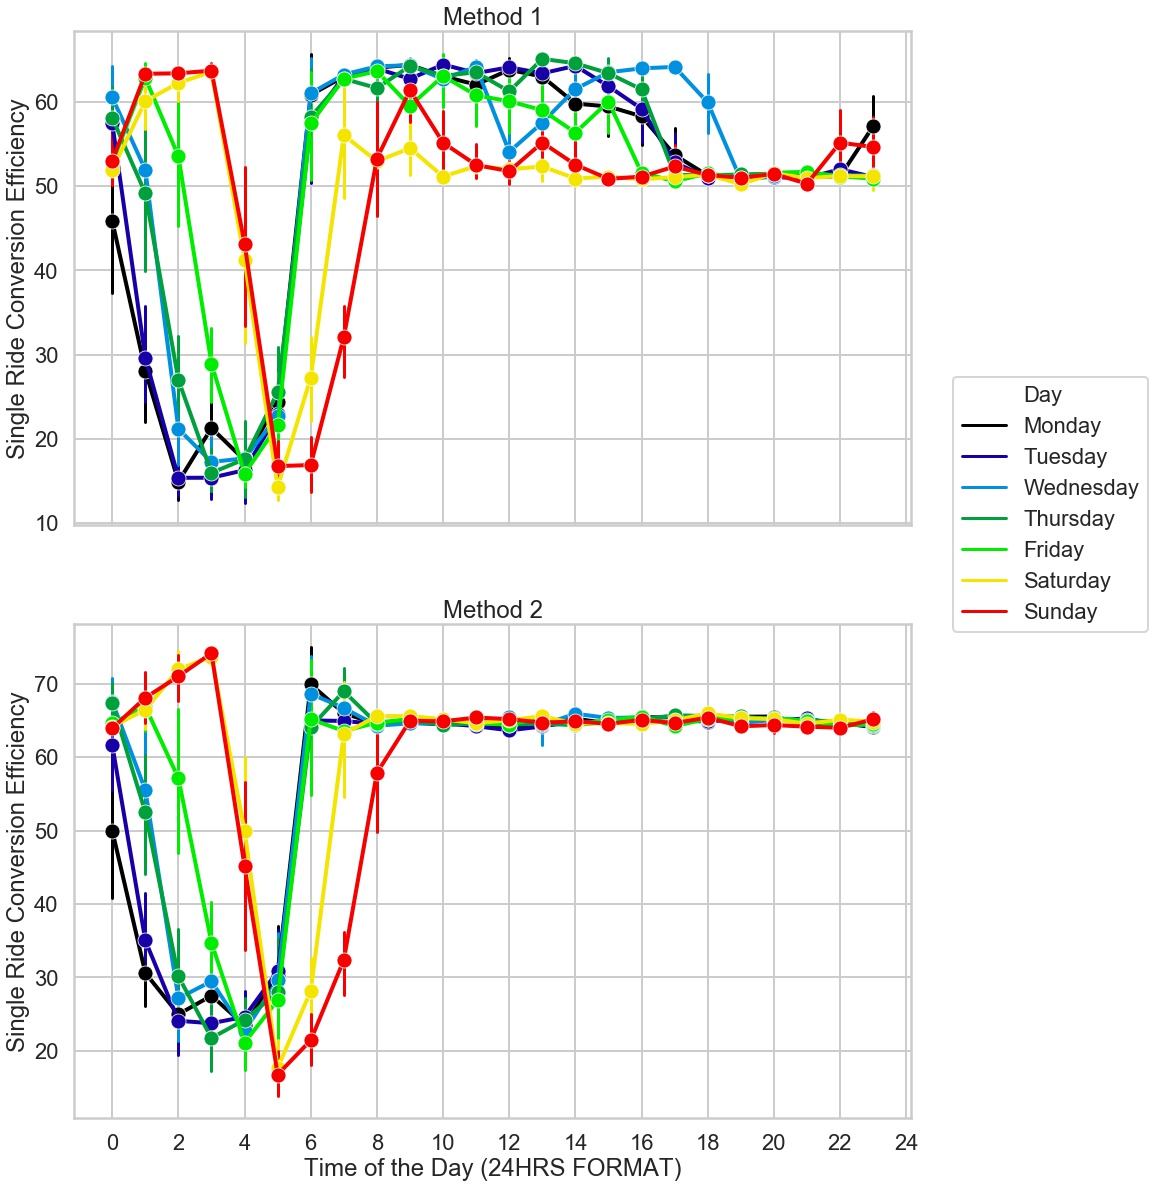 Method 1
Single Ride Conversion Efficiency
60
50
40
30
20
10
Day
Monday
Tuesday
Wednesday
Thursday
Friday
Saturday
Sunday
Method 2
Single Ride Conversion Efficiency
70
60
50
40
30
20
0 2 4 6 8 10 12 14 16 18 20 22 24
Time of the Day (24HRS FORMAT)